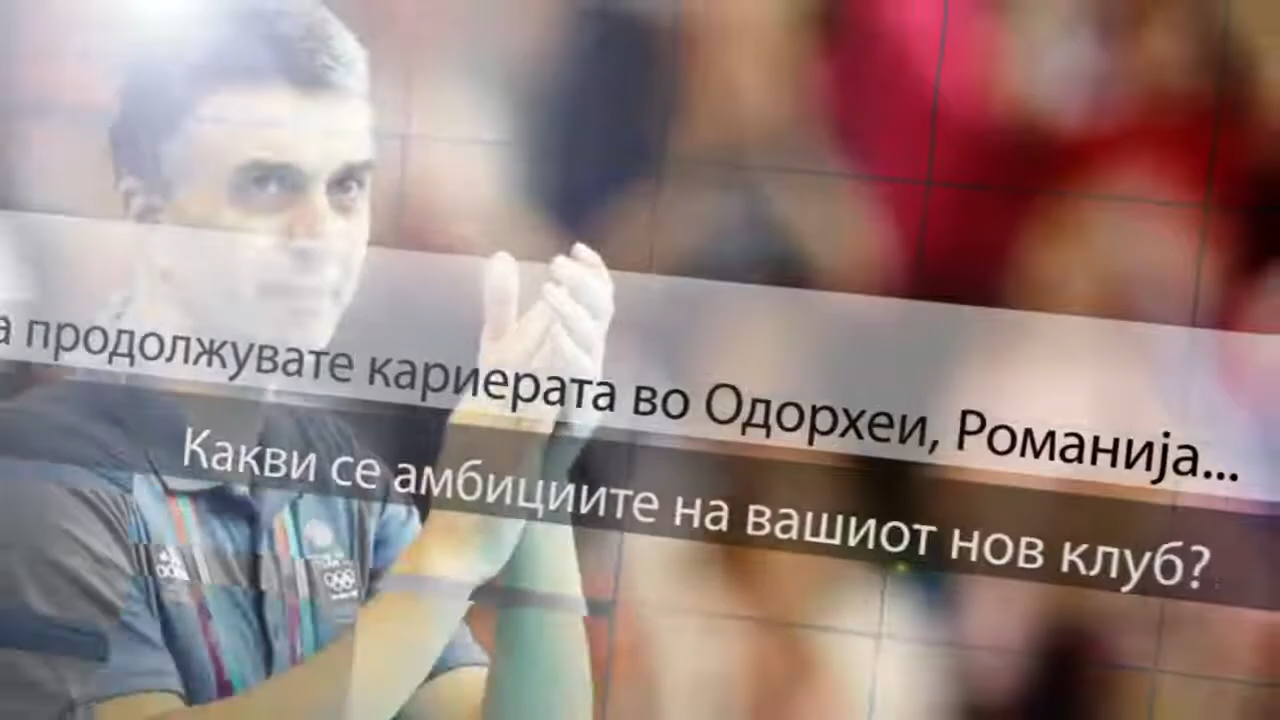 а продолжувате кариерата во Одорхеи, Романија...
Какви се амбициите на вашиот нов клуб?